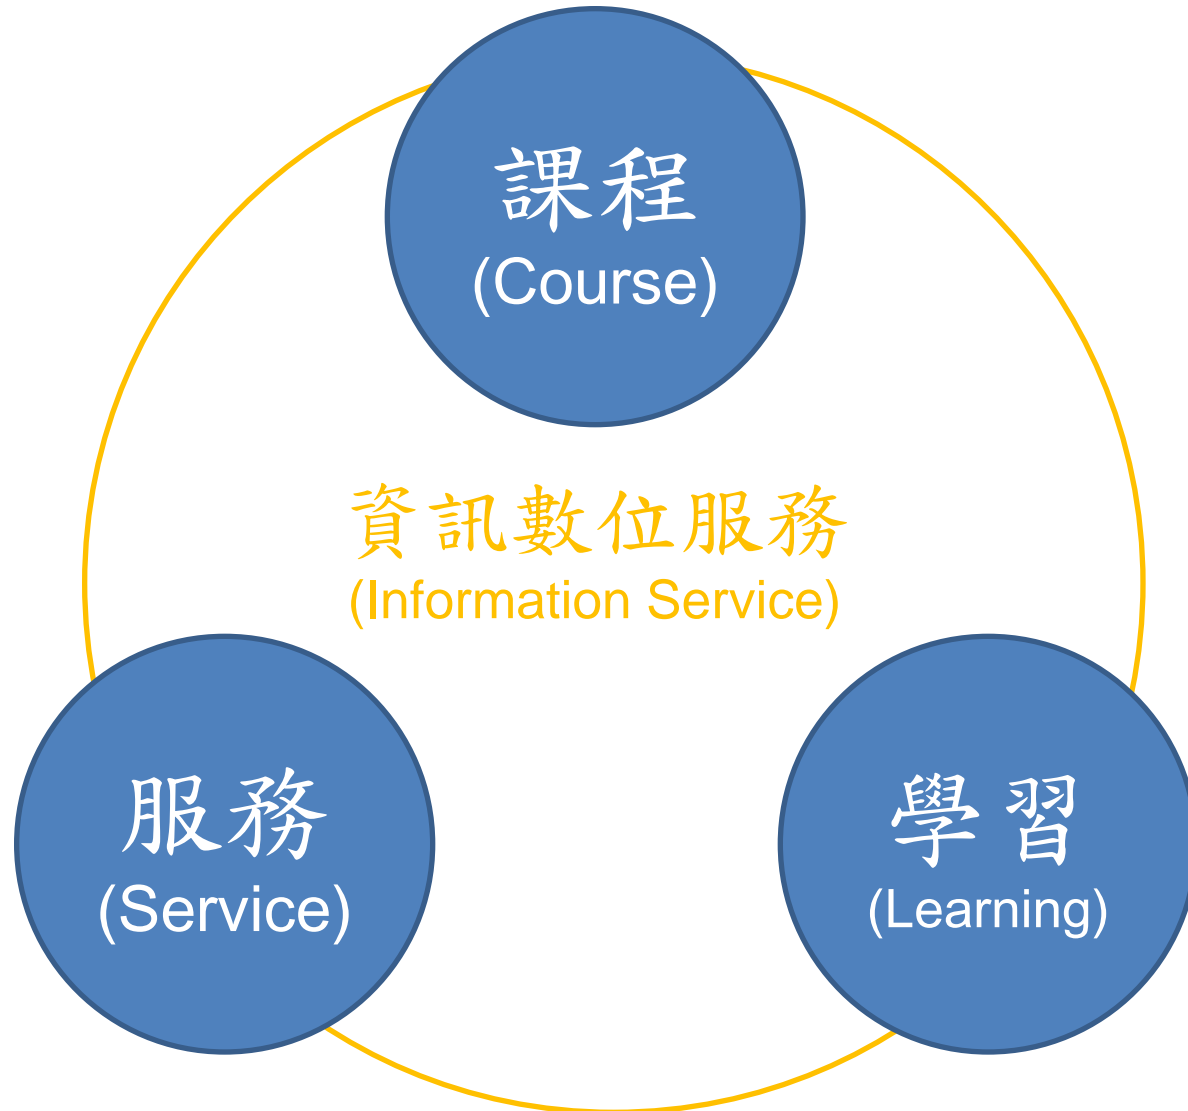 課程
(Course)
資訊數位服務
(Information Service)
服務
(Service)
學習
(Learning)